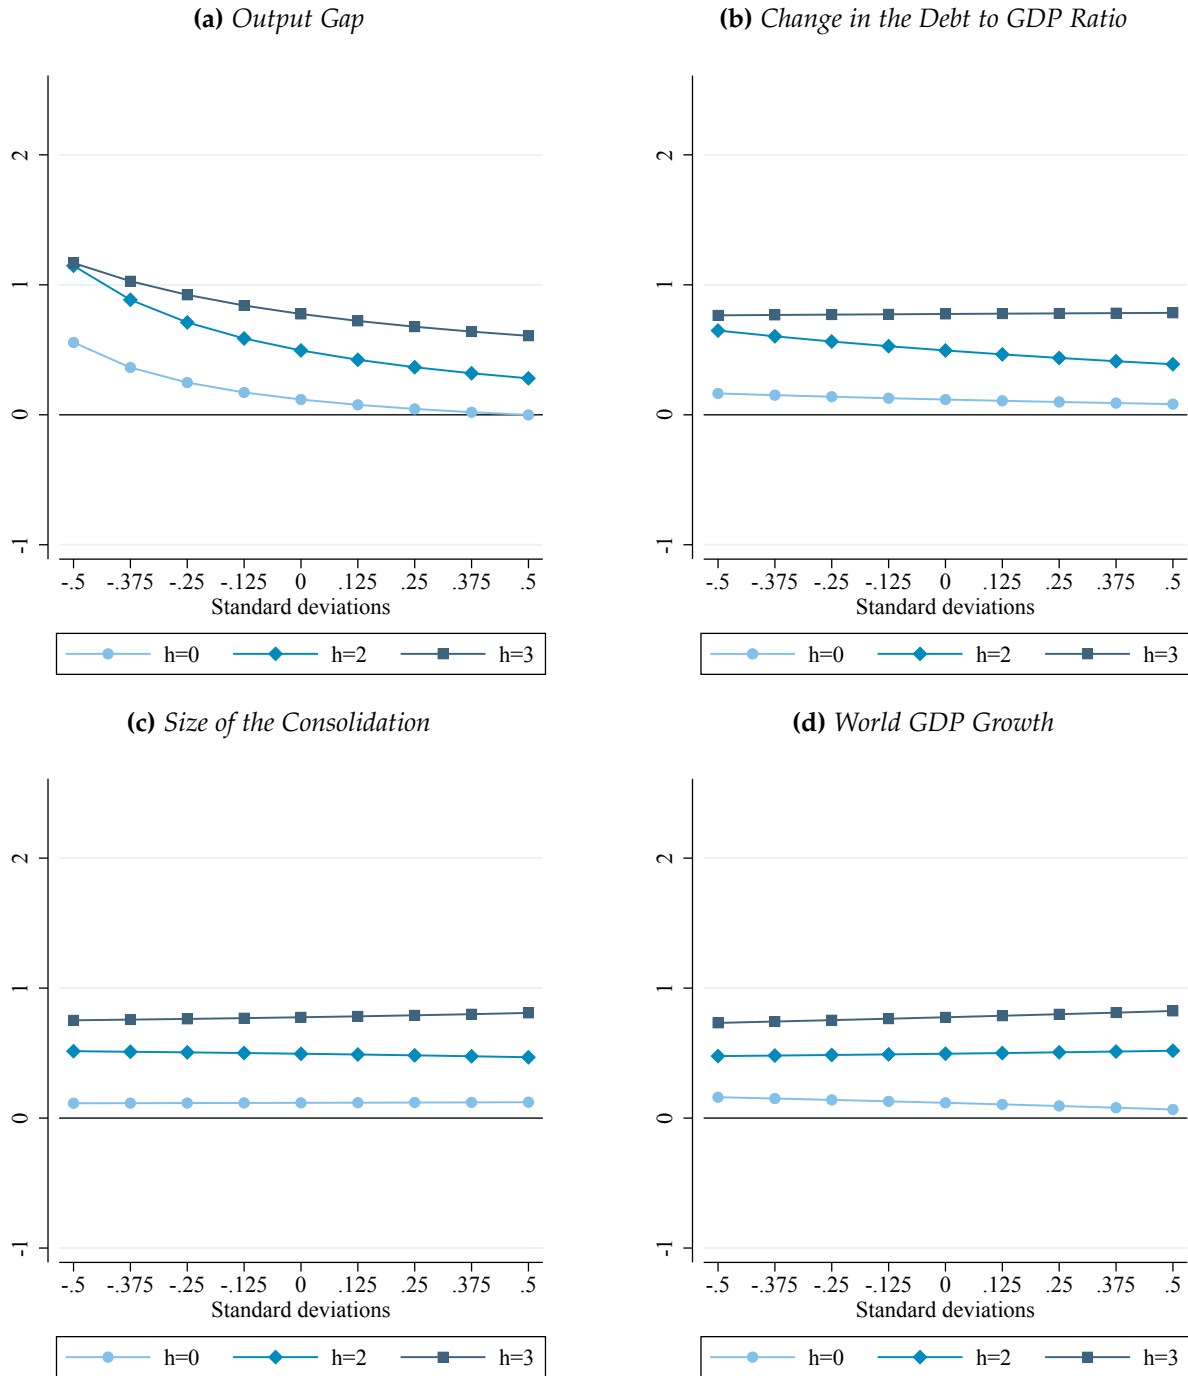 (a) Output Gap
2
1
0
-1
-.5 -.375 -.25 -.125 0 .125 .25 .375 .5
Standard deviations
h=0 h=2 h=3
(b) Change in the Debt to GDP Ratio
2
1
0
-1
-.5 -.375 -.25 -.125 0 .125 .25 .375 .5
Standard deviations
h=0 h=2 h=3
(c) Size of the Consolidation
2
1
0
-1
-.5 -.375 -.25 -.125 0 .125 .25 .375 .5
Standard deviations
h=0 h=2 h=3
(d) World GDP Growth
2
1
0
-1
-.5 -.375 -.25 -.125 0 .125 .25 .375 .5
Standard deviations
h=0 h=2 h=3